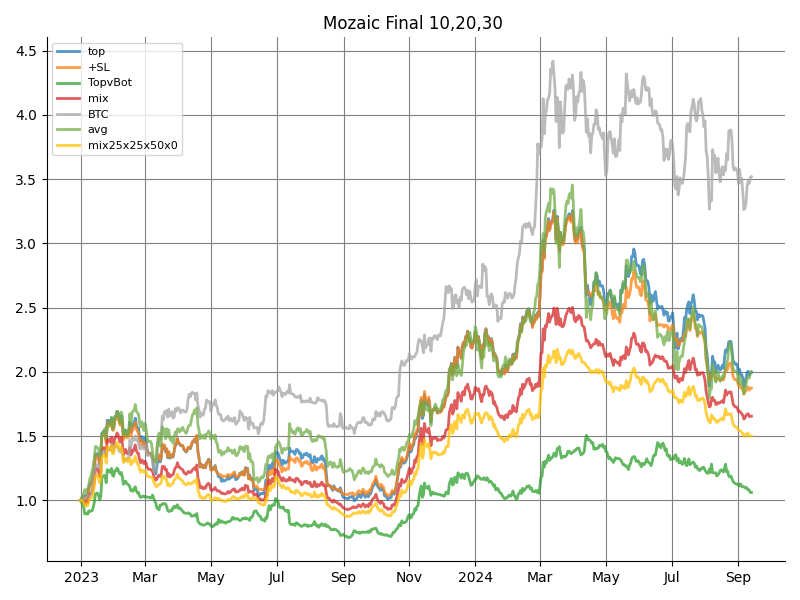 Mozaic Final 10,20,30
top
+SL
TopvBot
mix
BTC
avg
mix25x25x50x0
4.5
4.0
3.5
3.0
2.5
2.0
1.5
1.0
2023 Mar May Jul Sep Nov 2024 Mar May Jul Sep